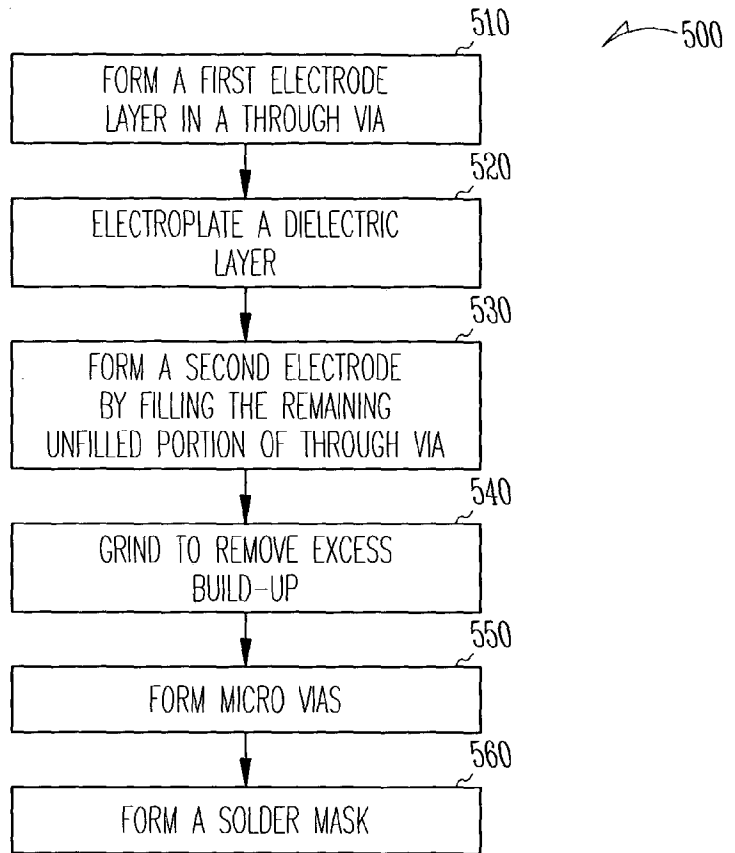 500
510
FORM A FIRST ELECTRODE
LAYER IN A THROUGH VIA
520
ELECTROPLATE A DIELECTRIC
LAYER
530
FORM A SECOND ELECTRODE
BY FILLING THE REMAINING
UNFILLED PORTION OF THROUGH VIA
540
GRIND TO REMOVE EXCESS
BUILD-UP
550
FORM MICRO VIAS
560
FORM A SOLDER MASK